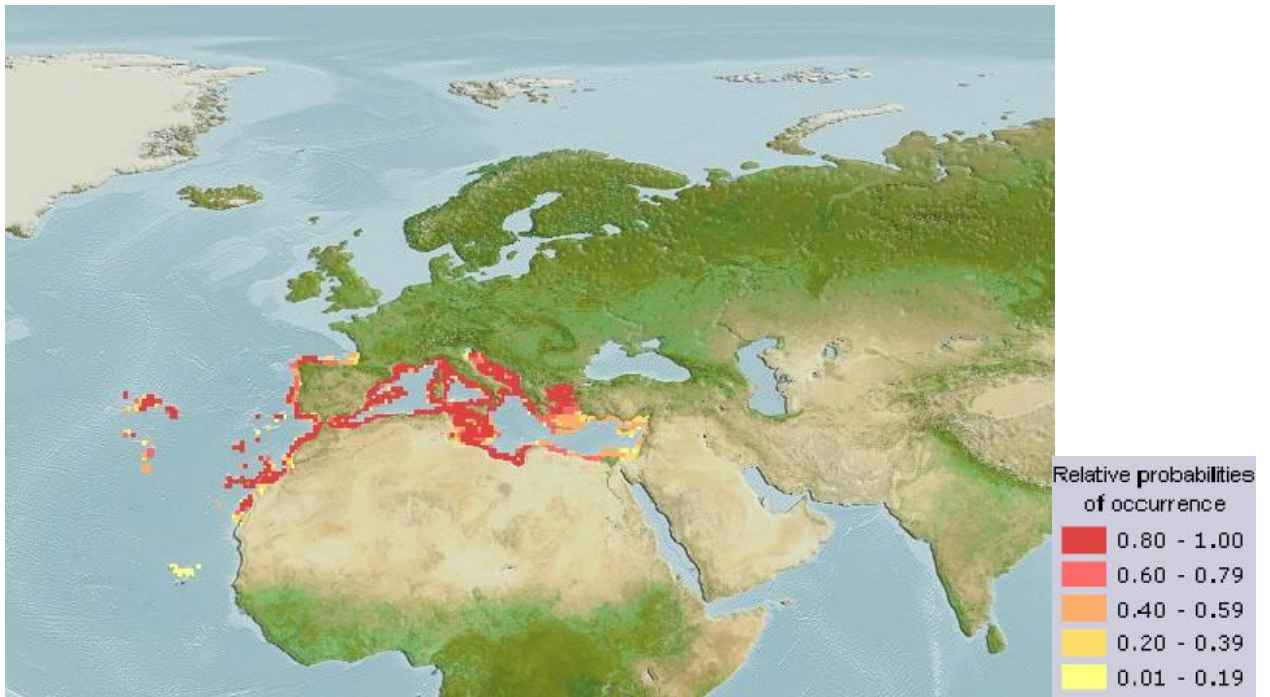 Relative probabilities
of occurrence
0.80 - 1.00
0.60 - 0.79
0.40 - 0.59
0.20 - 0.39
0.01 - 0.19